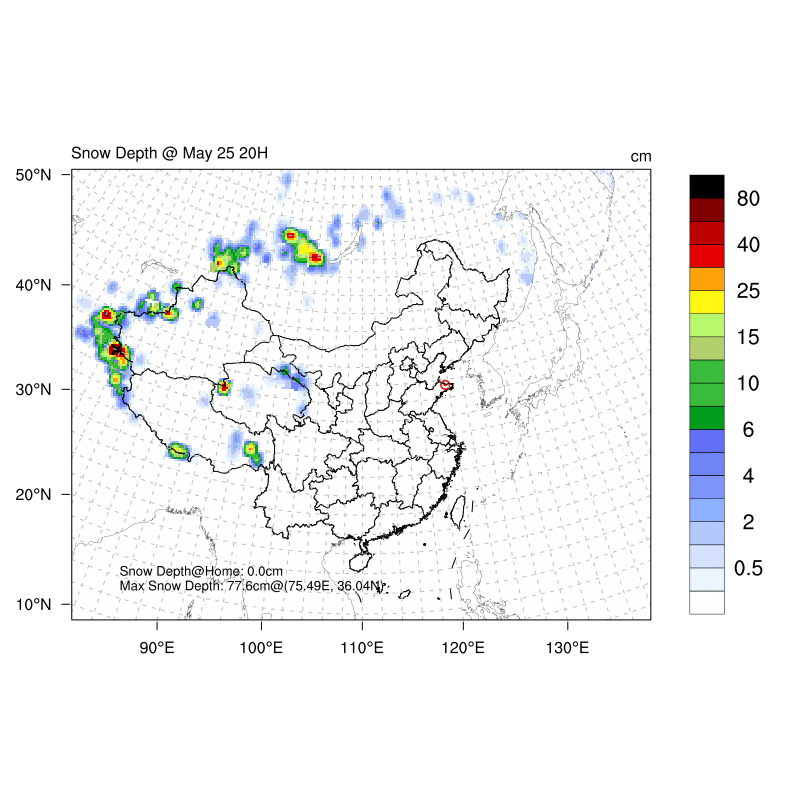 Snow Depth @ May 25 20H
cm
50°N
40°N
30°N
20°N
10°N
90°E
100°E
110°E
120°E
130°E
80
40
25
15
10
6
4
2
0.5
Snow Depth@Home: 0.0cm
Max Snow Depth: 77.6cm@(75.49E, 36.04N)